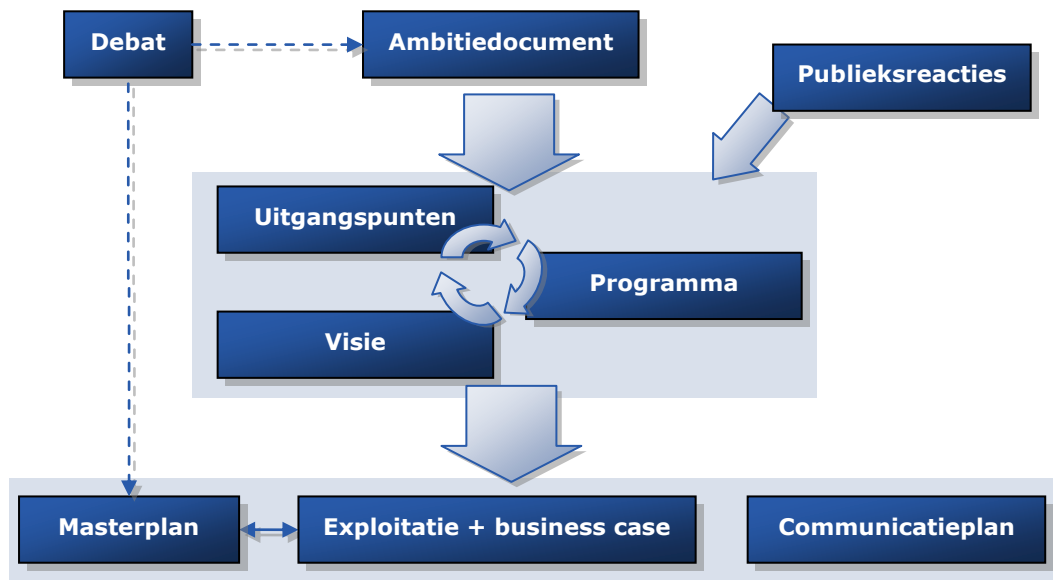 Debat
Ambitiedocument
Publieksreacties
Uitgangspunten
Programma
Visie
Masterplan
Exploitatie + business case
Communicatieplan